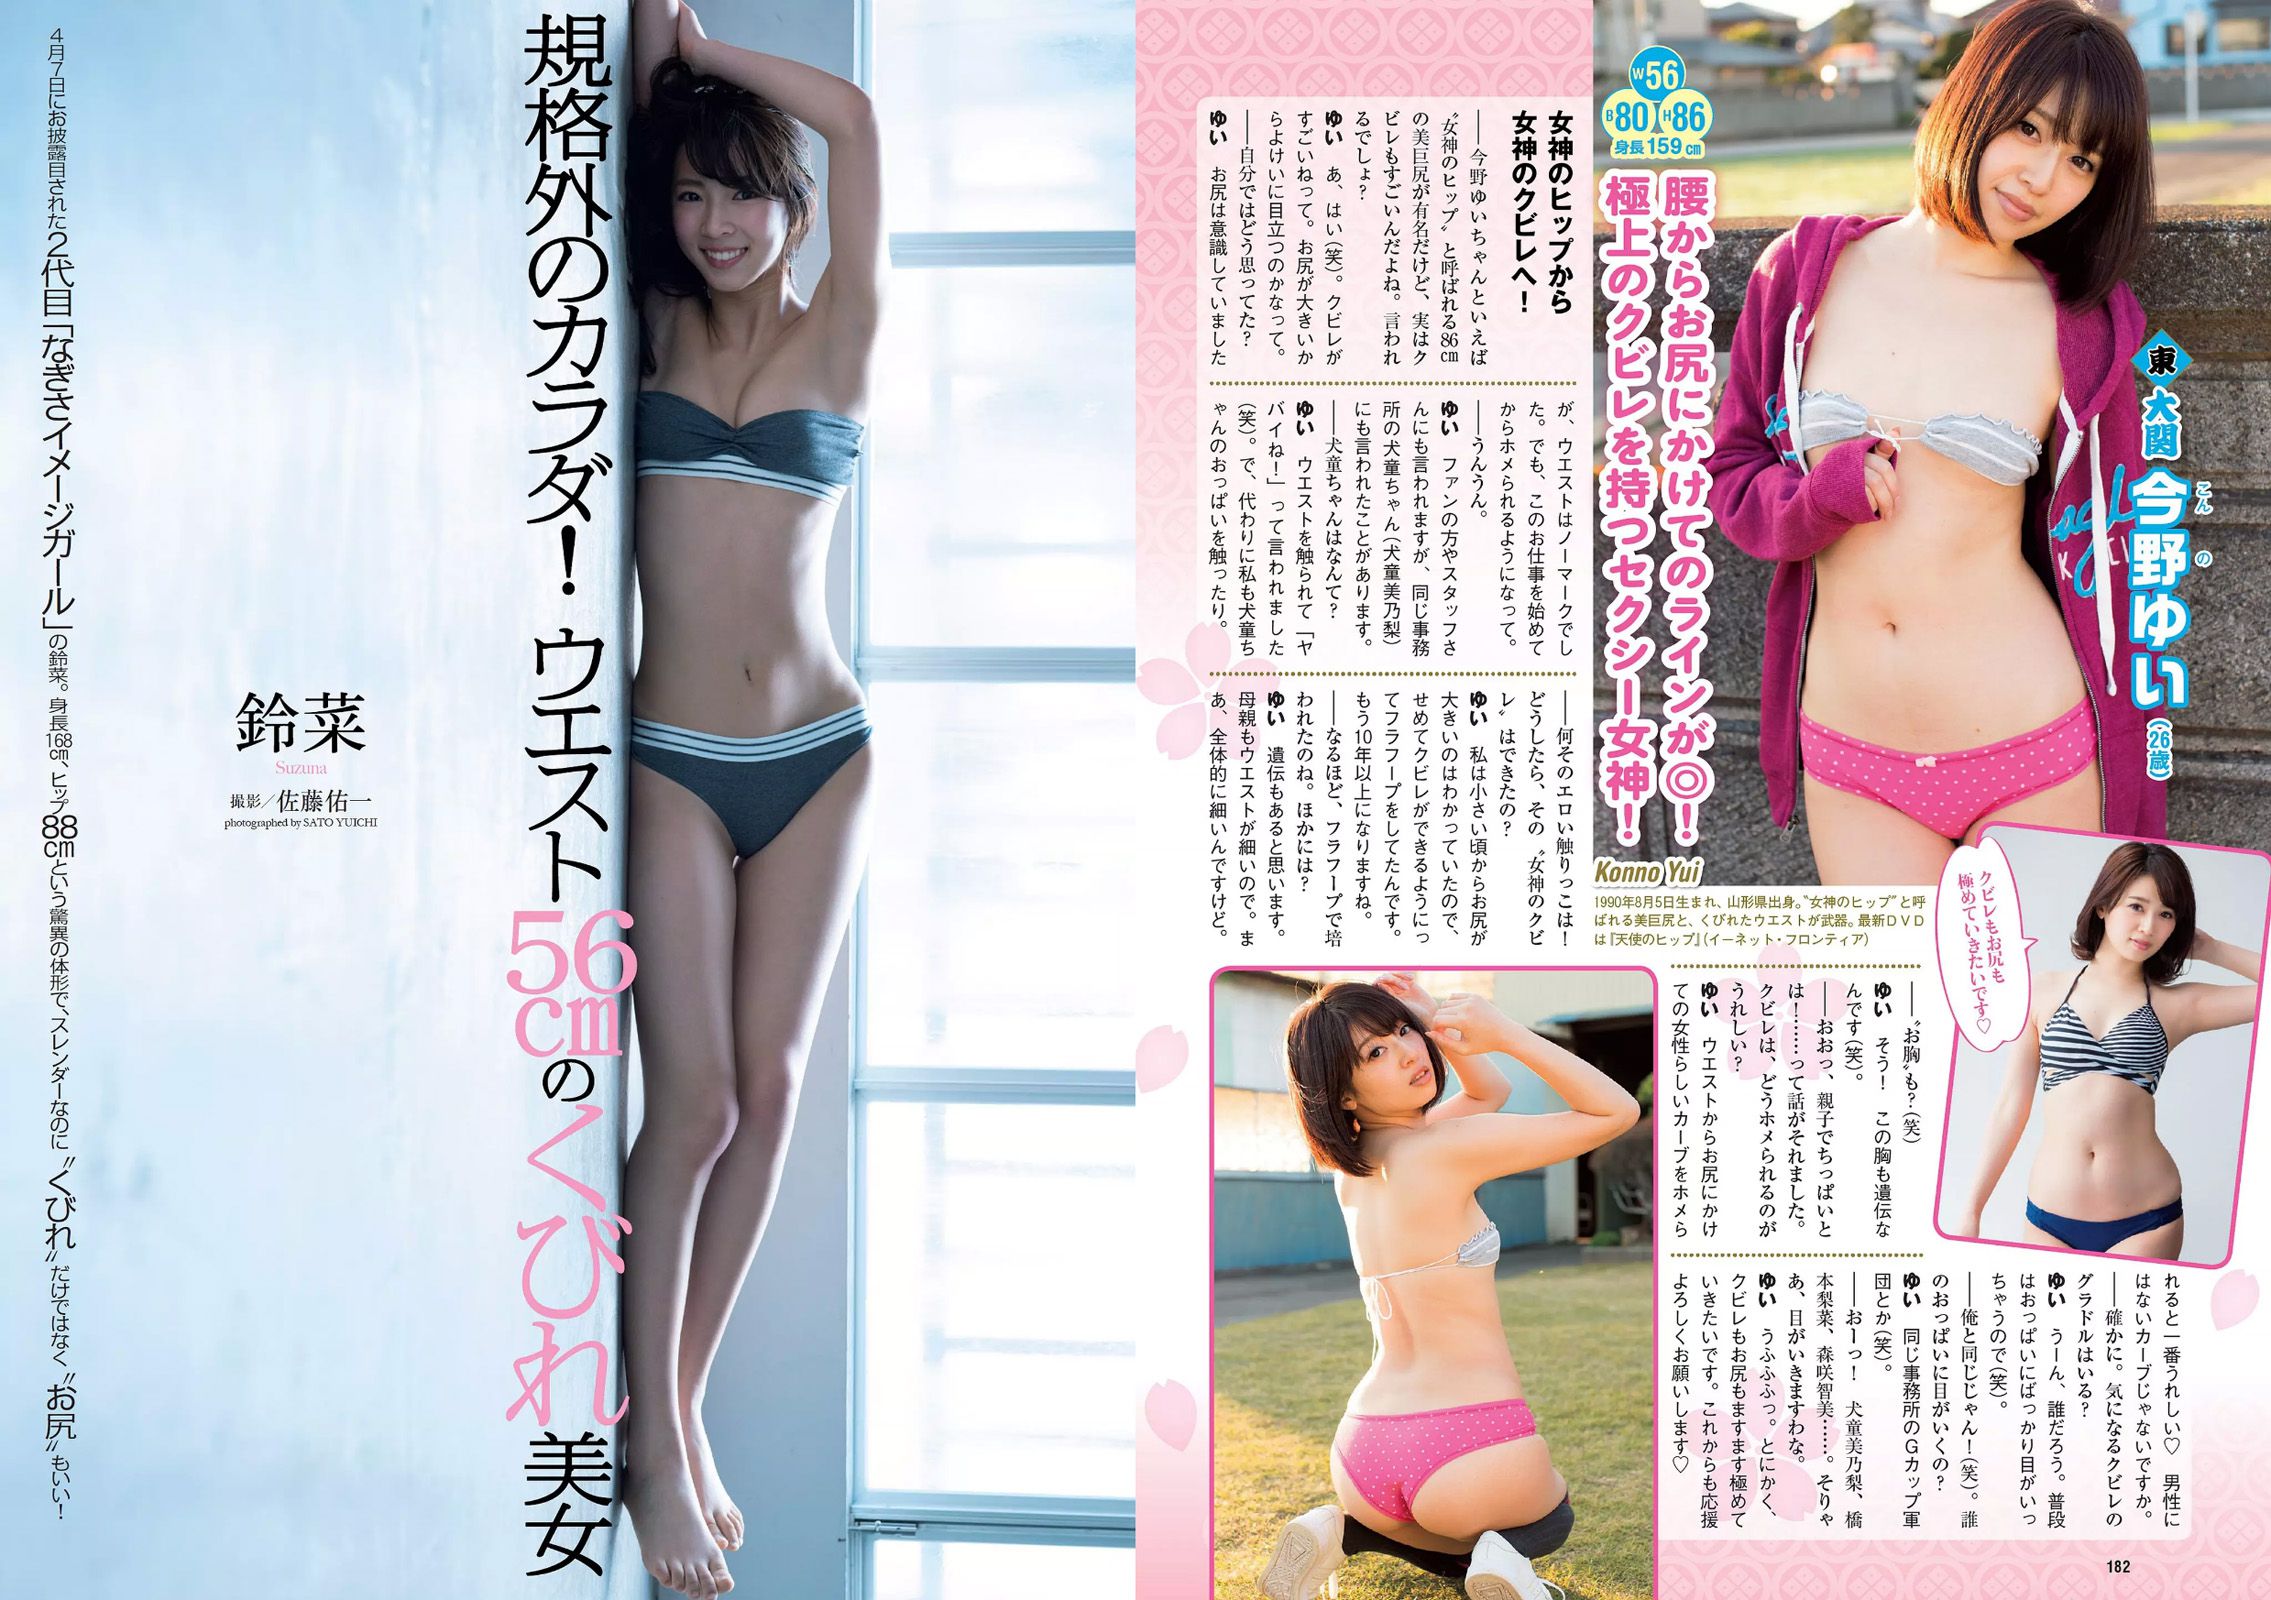 規格外のカラダ！ ウエスト56cmのくびれ美女
鈴菜
Suzuna
撮影／佐藤佑一
photographed by SATO YUICHI
4月7日にお披露目された2代目「なぎさイメージガール」の鈴菜。身長168cm、ヒップ88cmという驚異の体形で、スレンダーなのに〝くびれ〟だけではなく〝お尻〟もいい！
東 大関 今野ゆい（26歳）
こんの
W56
B80 H86
身長159cm
腰からお尻にかけてのラインが◎！
極上のクビレを持つセクシー女神！
Konno Yui
1990年8月5日生まれ、山形県出身。“女神のヒップ”と呼
ばれる美巨尻と、くびれたウエストが武器。最新DVD
は『天使のヒップ』（イーネット・フロンティア）
クビレもお尻も
極めていきたいです♡
女神のヒップから
女神のクビレへ！
――今野ゆいちゃんといえば
〝女神のヒップ〟と呼ばれる86cm
の美巨尻が有名だけど、実はク
ビレもすごいんだよね。言われ
るでしょ？
ゆい　あ、はい（笑）。クビレが
すごいねって。お尻が大きいか
らよけいに目立つのかなって。
――自分ではどう思ってた？
ゆい　お尻は意識していました
が、ウエストはノーマークでし
た。でも、このお仕事を始めて
からホメられるようになって。
――うんうん。
ゆい　ファンの方やスタッフさ
んにも言われますが、同じ事務
所の犬童ちゃん（犬童美乃梨）
にも言われたことがあります。
――犬童ちゃんはなんて？
ゆい　ウエストを触られて「ヤ
バイね！」って言われました
（笑）。で、代わりに私も犬童ち
ゃんのおっぱいを触ったり。
――何そのエロい触りっこは！
どうしたら、その〝女神のクビ
レ〟はできたの？
ゆい　私は小さい頃からお尻が
大きいのはわかっていたので、
せめてクビレができるようにっ
てフラフープをしてたんです。
もう10年以上になりますね。
――なるほど、フラフープで培
われたのね。ほかには？
ゆい　遺伝もあると思います。
母親もウエストが細いので。ま
あ、全体的に細いんですけど。
――〝お胸〟も？（笑）
ゆい　そう！　この胸も遺伝な
んです（笑）。
――おおっ、親子でちっぱいと
は！……って話がそれました。
クビレは、どうホメられるのが
うれしい？
ゆい　ウエストからお尻にかけ
ての女性らしいカーブをホメら
れると一番うれしい♡　男性に
はないカーブじゃないですか。
――確かに。気になるクビレの
グラドルはいる？
ゆい　うーん、誰だろう。普段
はおっぱいにばっかり目がいっ
ちゃうので（笑）。
――俺と同じじゃん！（笑）。誰
のおっぱいに目がいくの？
ゆい　同じ事務所のGカップ軍
団とか（笑）。
――おーっ！　犬童美乃梨、橋
本梨菜、森咲智美……。そりゃ
あ、目がいきますわな。
ゆい　うふふふっ。とにかく、
クビレもお尻もますます極めて
いきたいです。これからも応援
よろしくお願いします♡
182